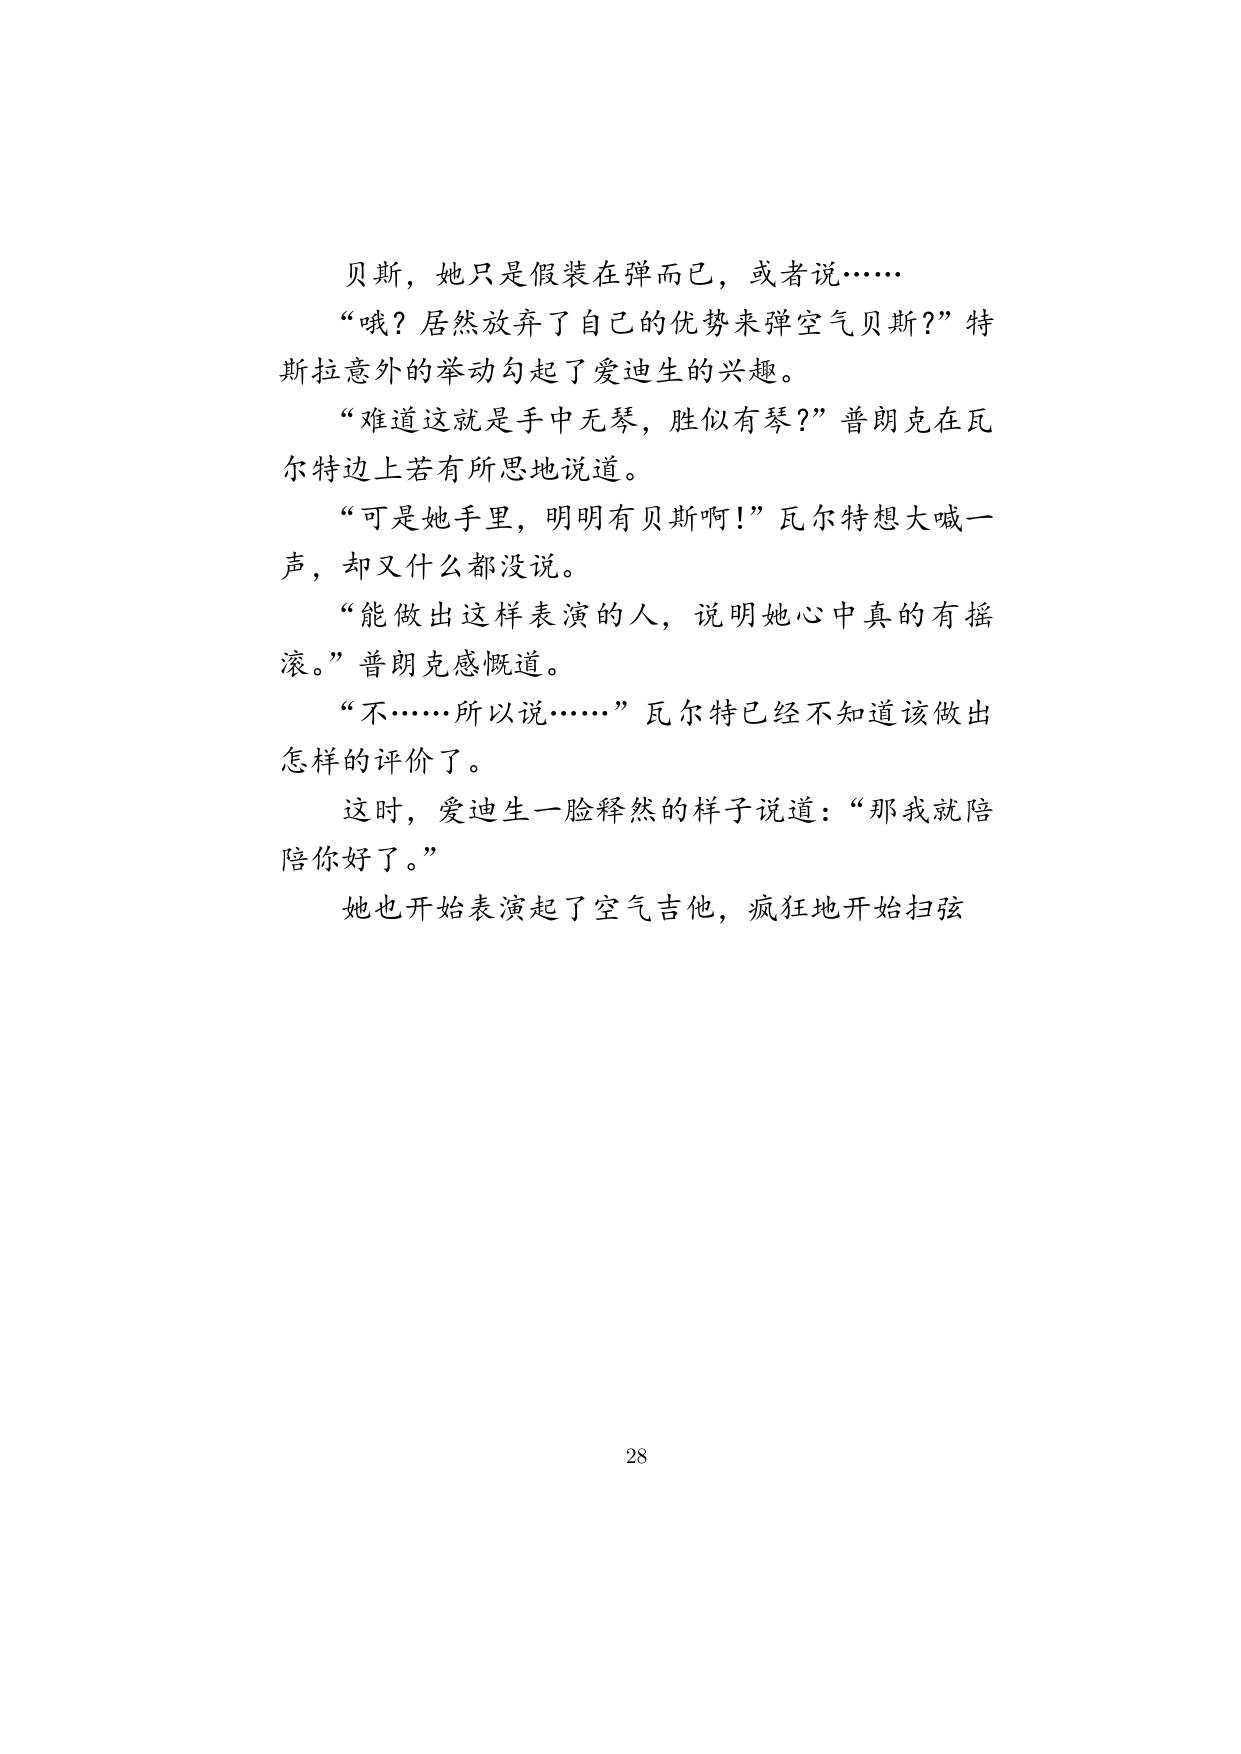 贝斯，她只是假装在弹而已，或者说……
“哦？居然放弃了自己的优势来弹空气贝斯？”特
斯拉意外的举动勾起了爱迪生的兴趣。
“难道这就是手中无琴，胜似有琴？”普朗克在瓦
尔特边上若有所思地说道。
“可是她手里，明明有贝斯啊！”瓦尔特想大喊一
声，却又什么都没说。
“能做出这样表演的人，说明她心中真的有摇
滚。”普朗克感慨道。
“不……所以说……”瓦尔特已经不知道该做出
怎样的评价了。
这时，爱迪生一脸释然的样子说道：“那我就陪
陪你好了。”
她也开始表演起了空气吉他，疯狂地开始扫弦
28